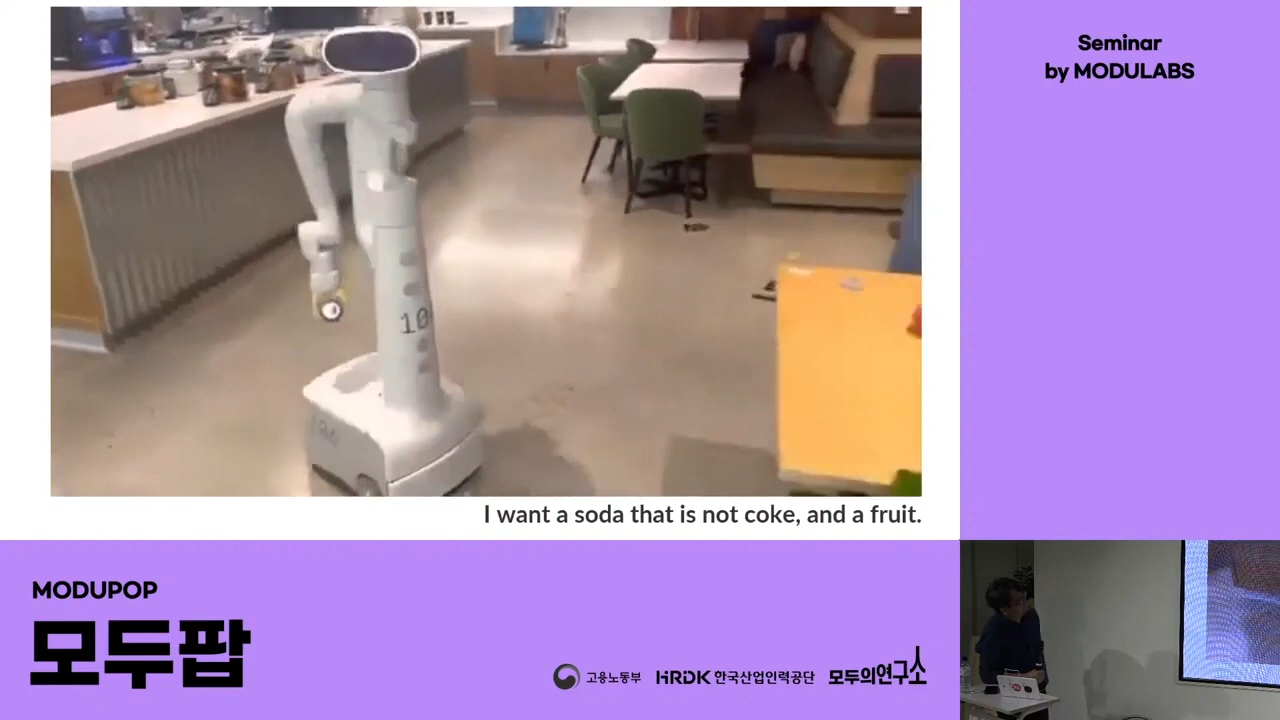 Seminar
by MODULABS
10
I want a soda that is not coke, and a fruit.
MODUPOP
모두팝
고용노동부
HRDK 한국산업인력공단
모두의연구소